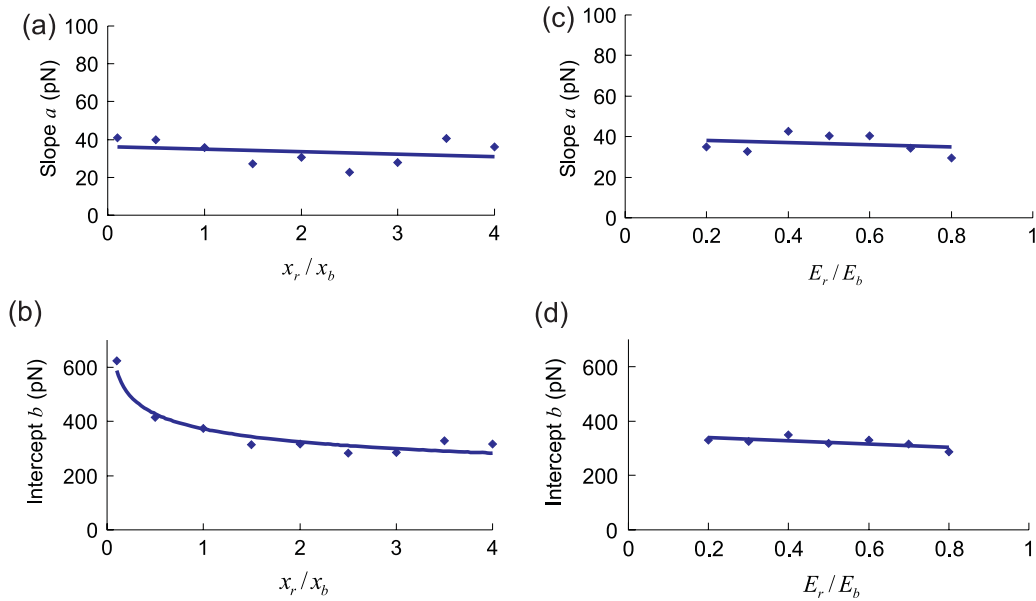 (a)
Slope a (pN)
100
80
60
40
20
0
0 1 2 3 4
x_r / x_b
(c)
Slope a (pN)
100
80
60
40
20
0
0 0.2 0.4 0.6 0.8 1
E_r / E_b
(b)
Intercept b (pN)
600
400
200
0
0 1 2 3 4
x_r / x_b
(d)
Intercept b (pN)
600
400
200
0
0 0.2 0.4 0.6 0.8 1
E_r / E_b